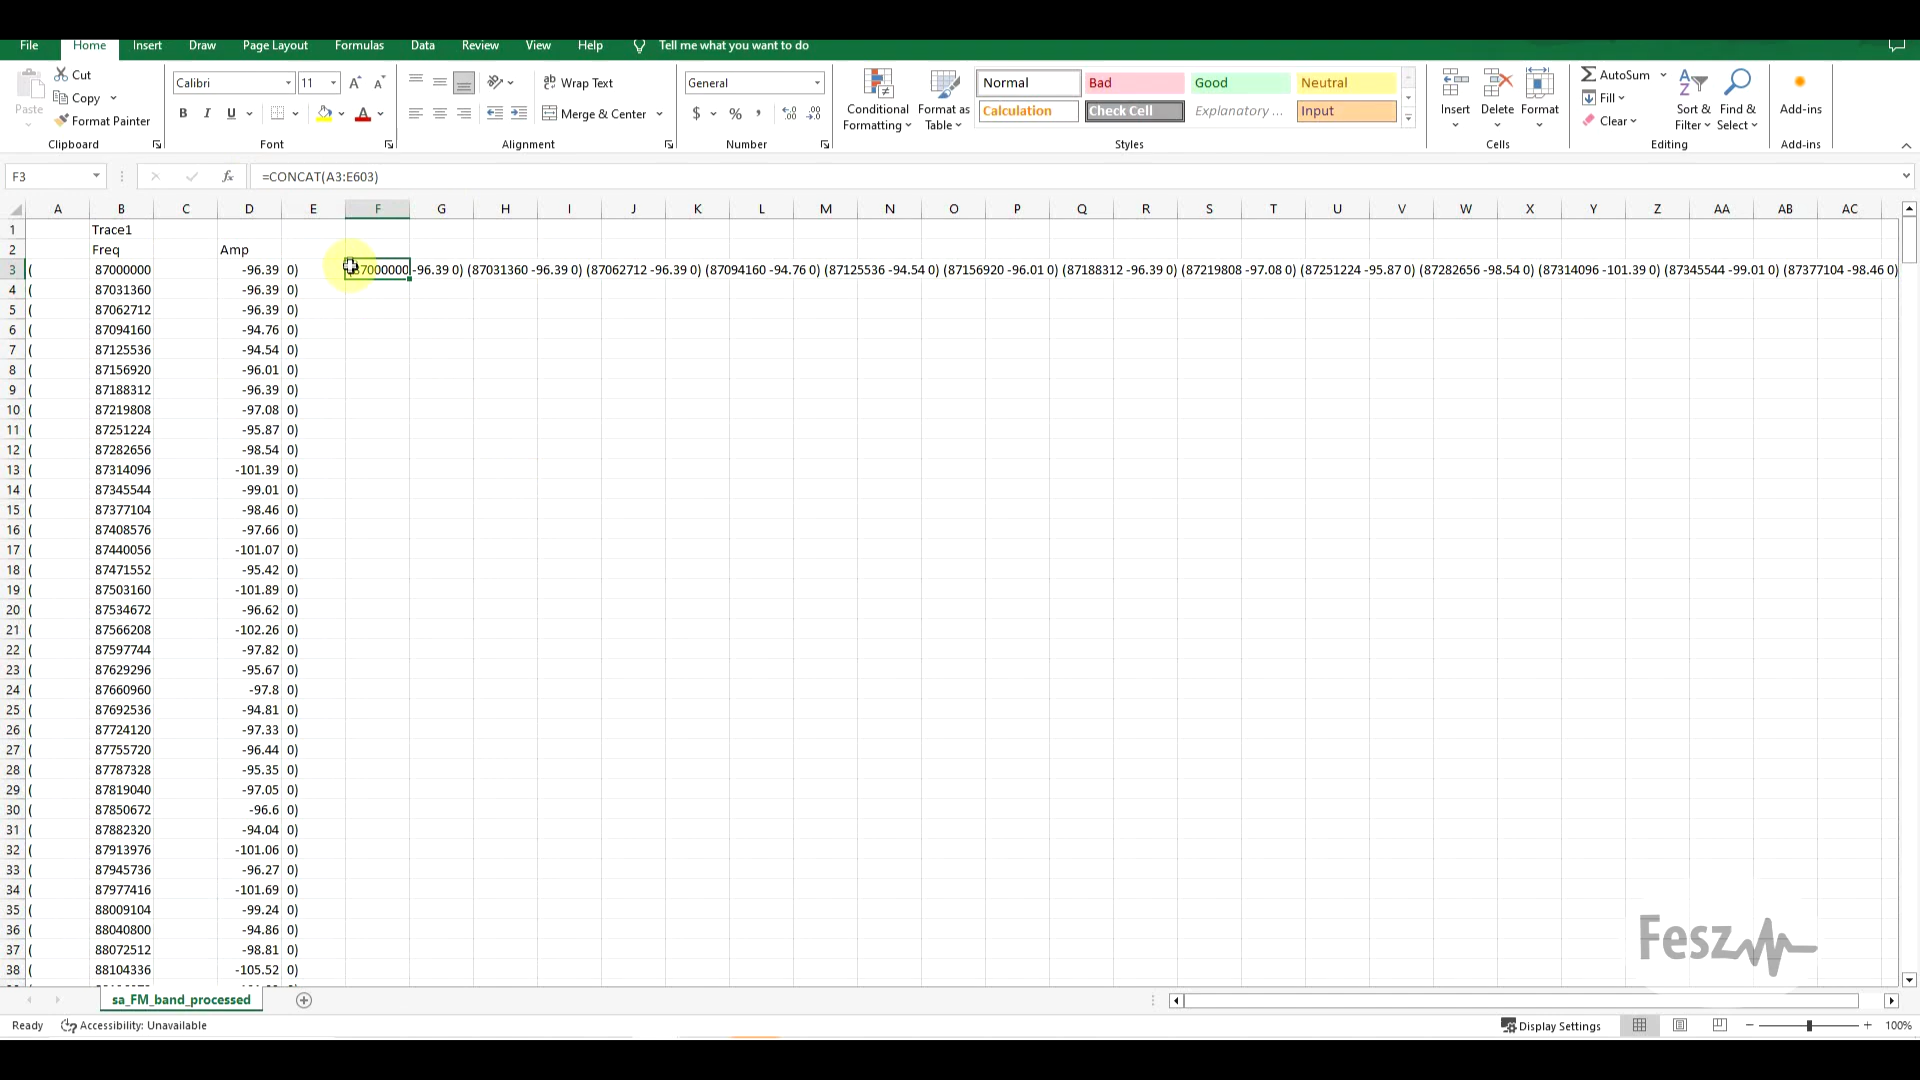 File Home Insert Draw Page Layout Formulas Data Review View Help Tell me what you want to do
Paste Cut Copy Format Painter Clipboard
Calibri 11 B I U Font
Wrap Text Merge & Center Alignment
General $ % , Number
Conditional Formatting Format as Table
Normal Bad Good Neutral
Calculation Check Cell Explanatory ... Input
Styles
Insert Delete Format Cells
AutoSum Fill Clear Sort & Filter Find & Select Editing
Add-ins Add-ins
F3 fx =CONCAT(A3:E603)
A B C D E F G H I J K L M N O P Q R S T U V W X Y Z AA AB AC
1 Trace1
2 Freq Amp
3 ( 87000000 -96.39 0) 87000000 -96.39 0) (87031360 -96.39 0) (87062712 -96.39 0) (87094160 -94.76 0) (87125536 -94.54 0) (87156920 -96.01 0) (87188312 -96.39 0) (87219808 -97.08 0) (87251224 -95.87 0) (87282656 -98.54 0) (87314096 -101.39 0) (87345544 -99.01 0) (87377104 -98.46 0)
4 ( 87031360 -96.39 0)
5 ( 87062712 -96.39 0)
6 ( 87094160 -94.76 0)
7 ( 87125536 -94.54 0)
8 ( 87156920 -96.01 0)
9 ( 87188312 -96.39 0)
10 ( 87219808 -97.08 0)
11 ( 87251224 -95.87 0)
12 ( 87282656 -98.54 0)
13 ( 87314096 -101.39 0)
14 ( 87345544 -99.01 0)
15 ( 87377104 -98.46 0)
16 ( 87408576 -97.66 0)
17 ( 87440056 -101.07 0)
18 ( 87471552 -95.42 0)
19 ( 87503160 -101.89 0)
20 ( 87534672 -96.62 0)
21 ( 87566208 -102.26 0)
22 ( 87597744 -97.82 0)
23 ( 87629296 -95.67 0)
24 ( 87660960 -97.8 0)
25 ( 87692536 -94.81 0)
26 ( 87724120 -97.33 0)
27 ( 87755720 -96.44 0)
28 ( 87787328 -95.35 0)
29 ( 87819040 -97.05 0)
30 ( 87850672 -96.6 0)
31 ( 87882320 -94.04 0)
32 ( 87913976 -101.06 0)
33 ( 87945736 -96.27 0)
34 ( 87977416 -101.69 0)
35 ( 88009104 -99.24 0)
36 ( 88040800 -94.86 0)
37 ( 88072512 -98.81 0)
38 ( 88104336 -105.52 0)
Fesz
sa_FM_band_processed
Ready Accessibility: Unavailable Display Settings 100%